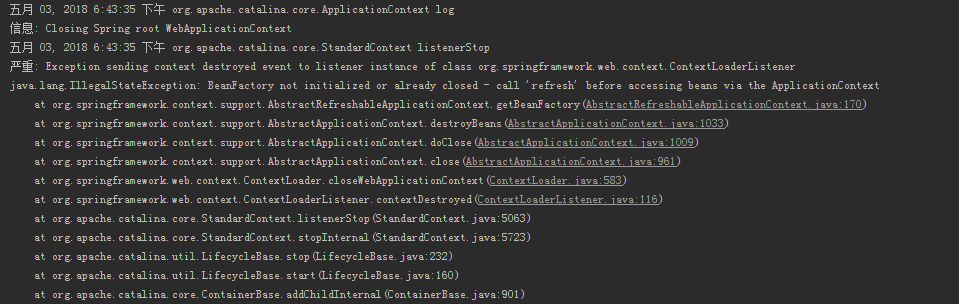 五月 03, 2018 6:43:35 下午 org.apache.catalina.core.ApplicationContext log
信息: Closing Spring root WebApplicationContext
五月 03, 2018 6:43:35 下午 org.apache.catalina.core.StandardContext listenerStop
严重: Exception sending context destroyed event to listener instance of class org.springframework.web.context.ContextLoaderListener
java.lang.IllegalStateException: BeanFactory not initialized or already closed - call 'refresh' before accessing beans via the ApplicationContext
at org.springframework.context.support.AbstractRefreshableApplicationContext.getBeanFactory(AbstractRefreshableApplicationContext.java:170)
at org.springframework.context.support.AbstractApplicationContext.destroyBeans(AbstractApplicationContext.java:1033)
at org.springframework.context.support.AbstractApplicationContext.doClose(AbstractApplicationContext.java:1009)
at org.springframework.context.support.AbstractApplicationContext.close(AbstractApplicationContext.java:961)
at org.springframework.web.context.ContextLoader.closeWebApplicationContext(ContextLoader.java:583)
at org.springframework.web.context.ContextLoaderListener.contextDestroyed(ContextLoaderListener.java:116)
at org.apache.catalina.core.StandardContext.listenerStop(StandardContext.java:5063)
at org.apache.catalina.core.StandardContext.stopInternal(StandardContext.java:5723)
at org.apache.catalina.util.LifecycleBase.stop(LifecycleBase.java:232)
at org.apache.catalina.util.LifecycleBase.start(LifecycleBase.java:160)
at org.apache.catalina.core.ContainerBase.addChildInternal(ContainerBase.java:901)